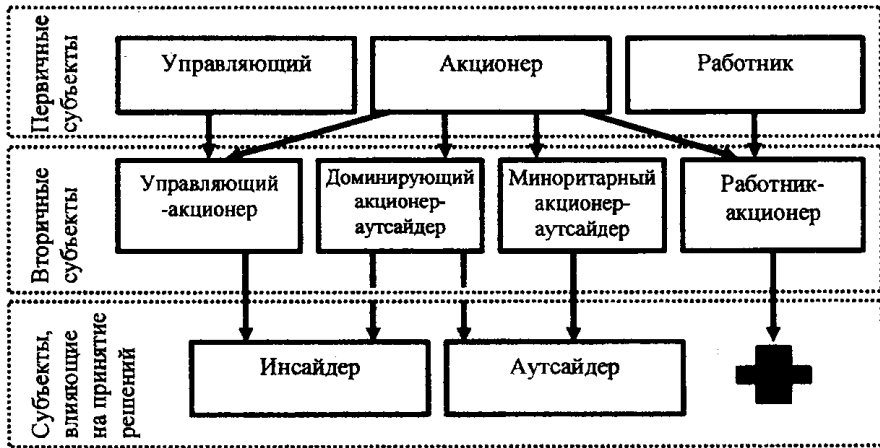 Первичные
субъекты
Управляющий
Акционер
Работник
Вторичные
субъекты
Управляющий
-акционер
Доминирующий
акционер-
аутсайдер
Миноритарный
акционер-
аутсайдер
Работник-
акционер
Субъекты,
влияющие
на принятие
решений
Инсайдер
Аутсайдер